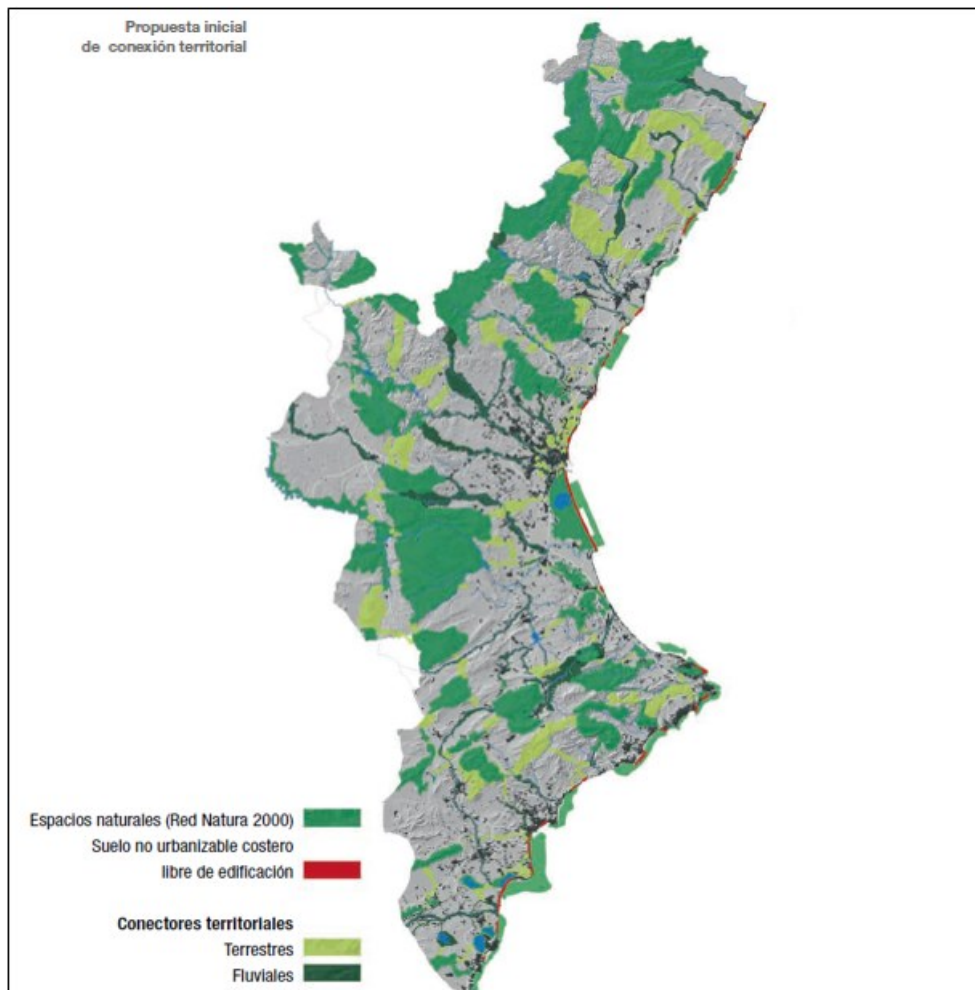 Propuesta inicial
de conexión territorial
Espacios naturales (Red Natura 2000)
Suelo no urbanizable costero
libre de edificación
Conectores territoriales
Terrestres
Fluviales